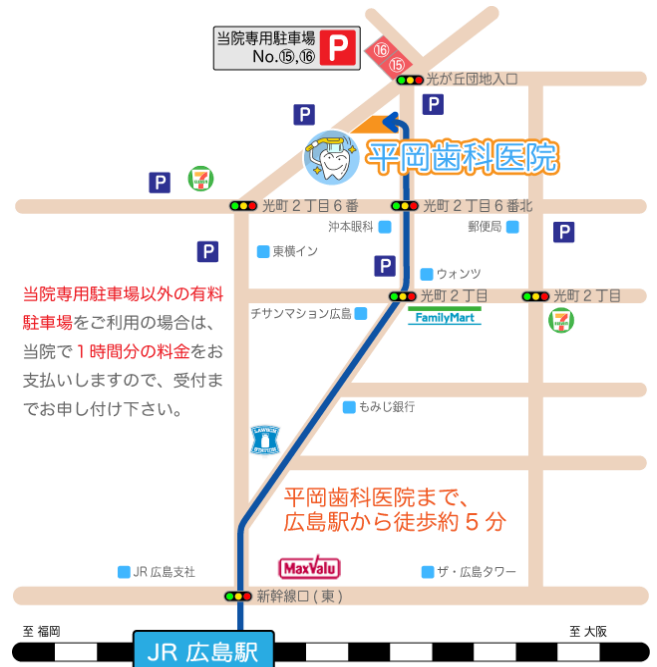 当院専用駐車場
No.⑮,⑯
P
⑯
⑮
光が丘団地入口
P
P
平岡歯科医院
P
7
ELEVEN
光町2丁目6番
光町2丁目6番北
沖本眼科
郵便局
P
P
東横イン
P
ウォンツ
当院専用駐車場以外の有料
駐車場をご利用の場合は、
当院で1時間分の料金をお
支払いしますので、受付ま
でお申し付け下さい。
光町2丁目
光町2丁目
チサンマンション広島
FamilyMart
7
ELEVEN
もみじ銀行
LAWSON
STATION
平岡歯科医院まで、
広島駅から徒歩約5分
JR広島支社
MaxValu
ザ・広島タワー
新幹線口(東)
至 福岡
至 大阪
JR 広島駅